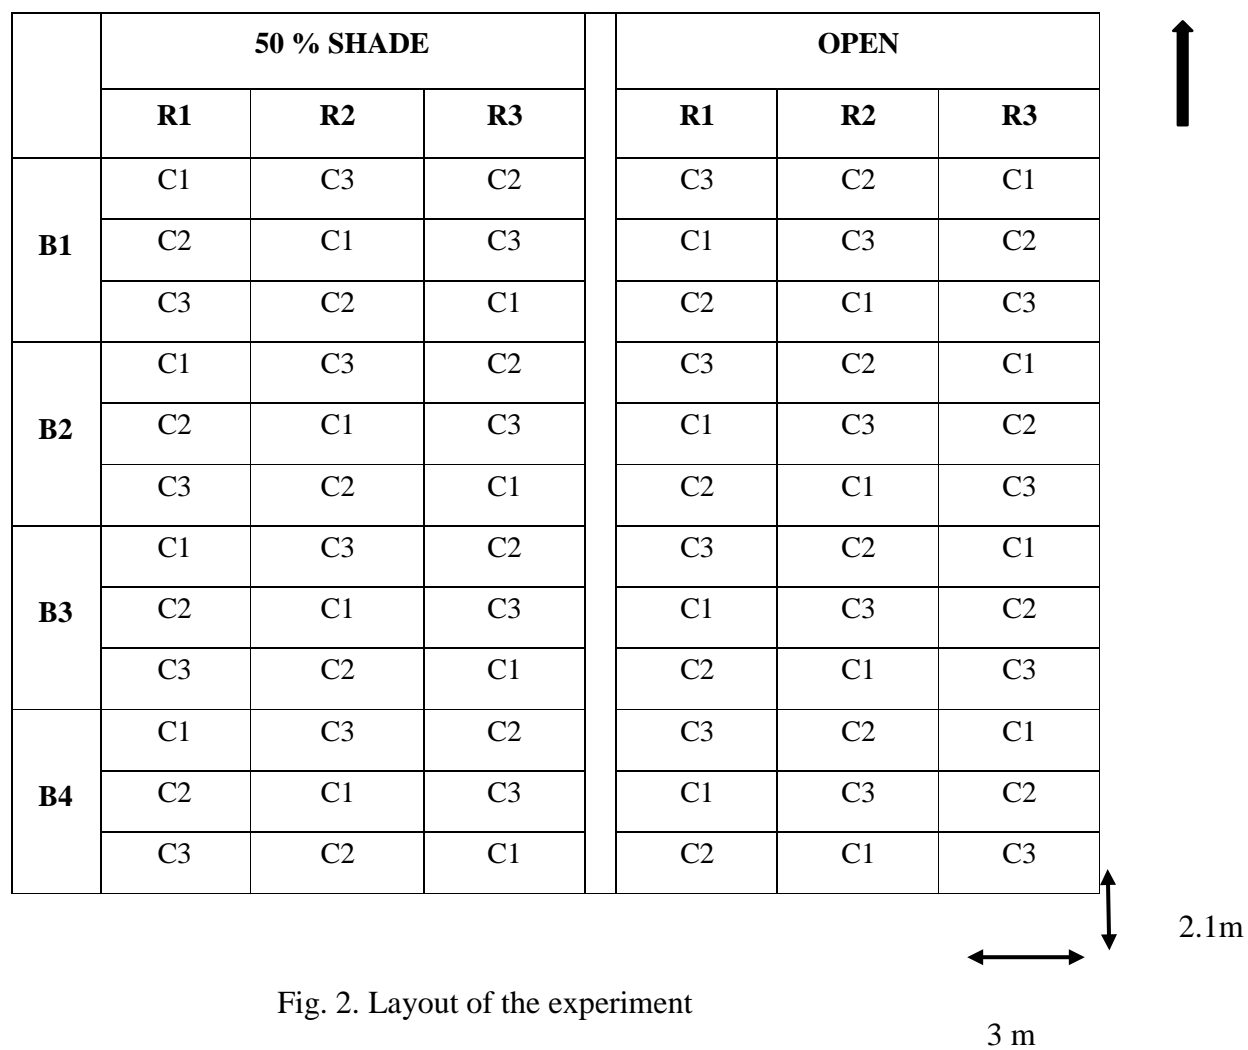 50 % SHADE OPEN
R1 R2 R3 R1 R2 R3
C1 C3 C2 C3 C2 C1
B1 C2 C1 C3 C1 C3 C2
C3 C2 C1 C2 C1 C3
C1 C3 C2 C3 C2 C1
B2 C2 C1 C3 C1 C3 C2
C3 C2 C1 C2 C1 C3
C1 C3 C2 C3 C2 C1
B3 C2 C1 C3 C1 C3 C2
C3 C2 C1 C2 C1 C3
C1 C3 C2 C3 C2 C1
B4 C2 C1 C3 C1 C3 C2
C3 C2 C1 C2 C1 C3
2.1m
Fig. 2. Layout of the experiment
3 m